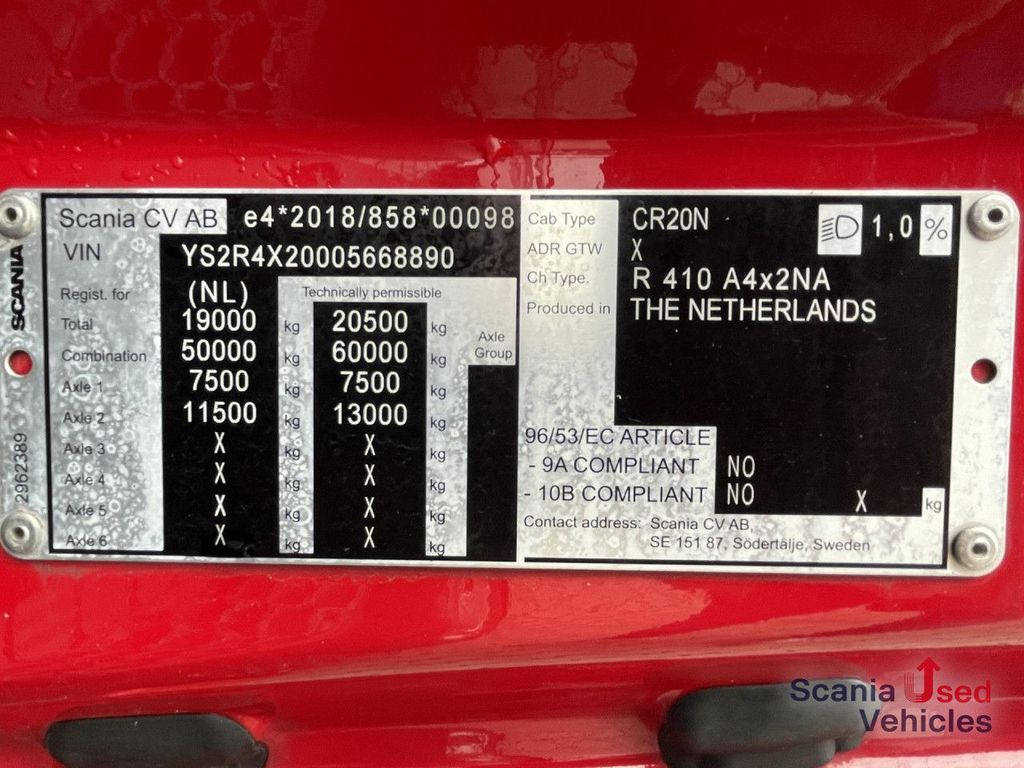 Scania CV AB e4*2018/858*00098
VIN YS2R4X20005668890
Regist. for (NL) Technically permissible
Total 19000 kg 20500 kg
Axle
Group
Combination 50000 kg 60000 kg
Axle 1 7500 kg 7500 kg
Axle 2 11500 kg 13000 kg
Axle 3 X kg X kg
Axle 4 X kg X kg
Axle 5 X kg X kg
Axle 6 X kg X kg
Cab Type CR20N 1,0 %
ADR GTW X
Ch Type. R 410 A4x2NA
Produced in THE NETHERLANDS
96/53/EC ARTICLE
- 9A COMPLIANT NO
- 10B COMPLIANT NO X kg
Contact address: Scania CV AB,
SE 151 87, Södertälje, Sweden
SCANIA
2962389
Scania Used
Vehicles